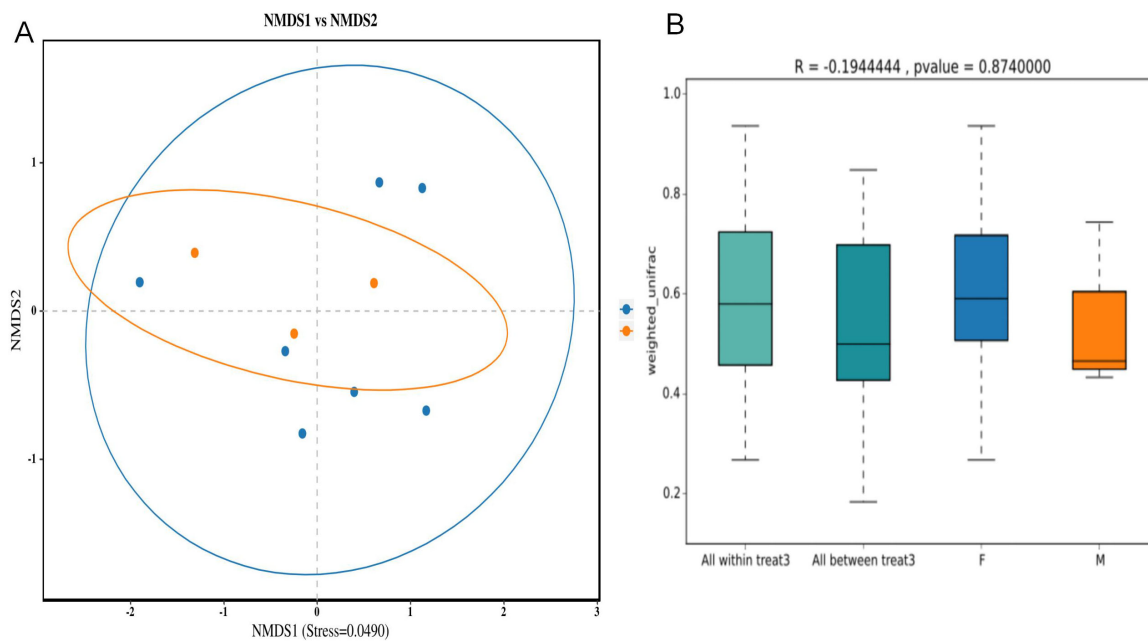 A
NMDS1 vs NMDS2
NMDS2
1
0
-1
-2
-1
0
1
2
3
NMDS1 (Stress=0.0490)
B
R = -0.1944444 , pvalue = 0.8740000
weighted_unifrac
1.0
0.8
0.6
0.4
0.2
All within treat3
All between treat3
F
M